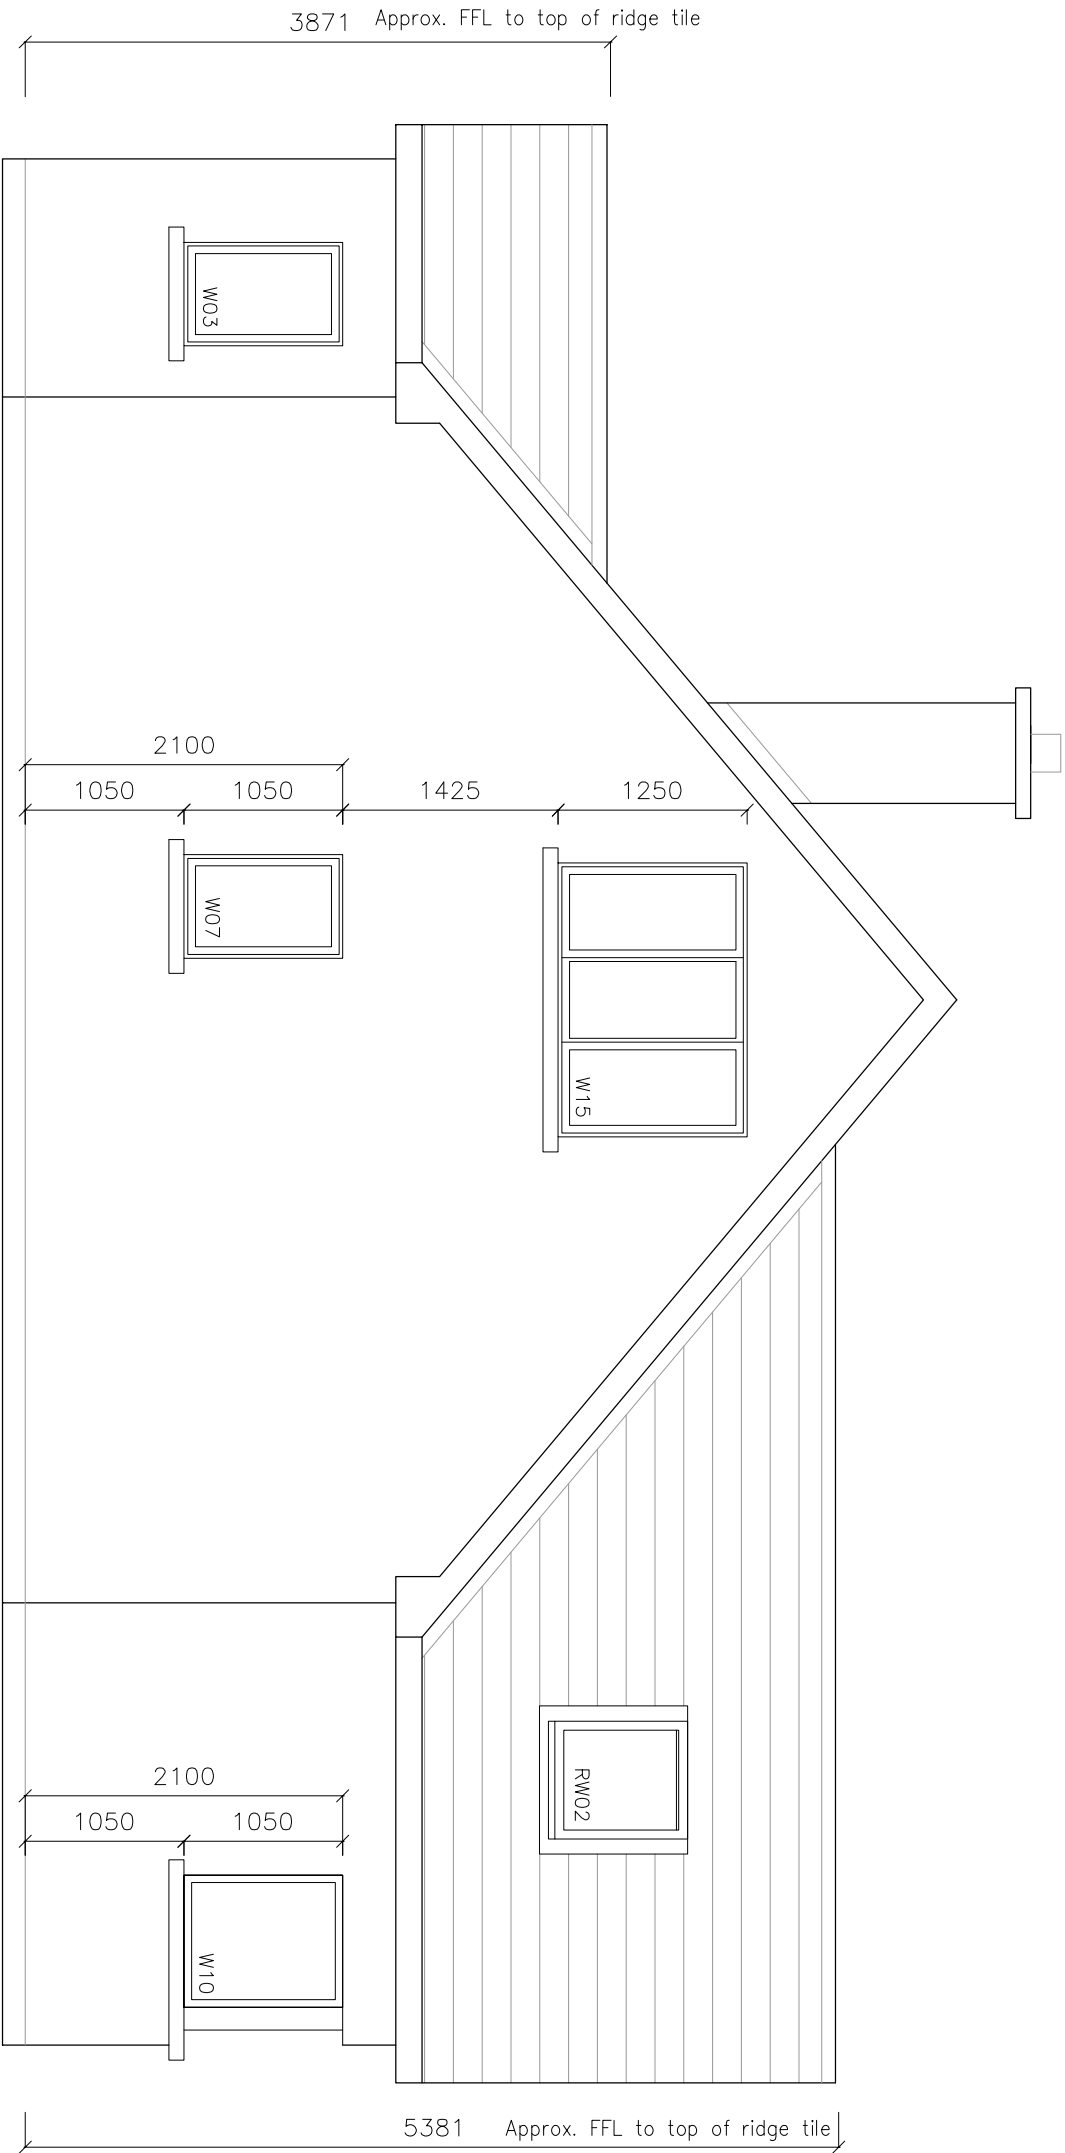 3871 Approx. FFL to top of ridge tile
W03
2100
1050 1050 1425 1250
W07
W15
RW02
2100
1050 1050
W10
5381 Approx. FFL to top of ridge tile